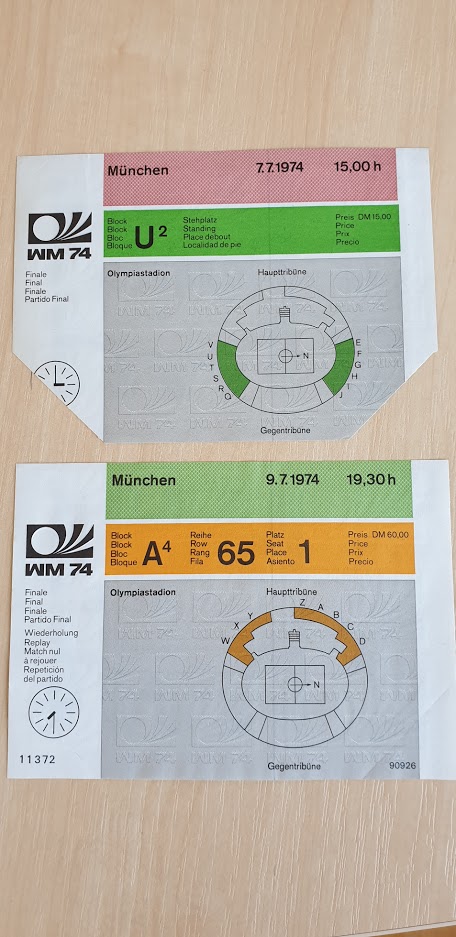 München 7.7.1974 15,00 h
WM 74
Block
Block
Bloc
Bloque
U2
Stehplatz
Standing
Place debout
Localidad de pie
Preis DM 15,00
Price
Prix
Precio
Finale
Final
Finale
Partido Final
Olympiastadion
Haupttribüne
V
U
T
S
R
Q
E
F
G
H
I
J
N
Gegentribüne
München 9.7.1974 19,30 h
WM 74
Block
Block
Bloc
Bloque
A4
Reihe
Row
Rang
Fila
65
Platz
Seat
Place
Asiento
1
Preis DM 60,00
Price
Prix
Precio
Finale
Final
Finale
Partido Final
Wiederholung
Replay
Match nul
à rejouer
Repetición
del partido
Olympiastadion
Haupttribüne
W
X
Y
Z
A
B
C
D
N
Gegentribüne
11372
90926